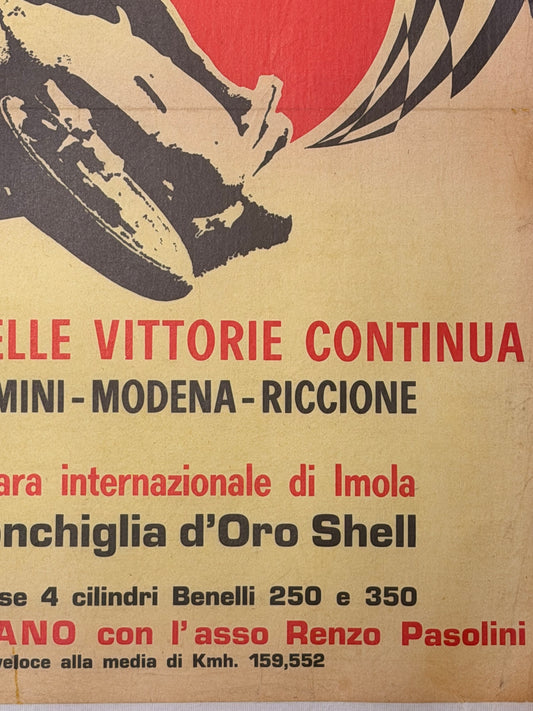 ELLE VITTORIE CONTINUA
MINI - MODENA - RICCIONE
ara internazionale di Imola
onchiglia d'Oro Shell
se 4 cilindri Benelli 250 e 350
ANO con l'asso Renzo Pasolini
veloce alla media di Kmh. 159,552